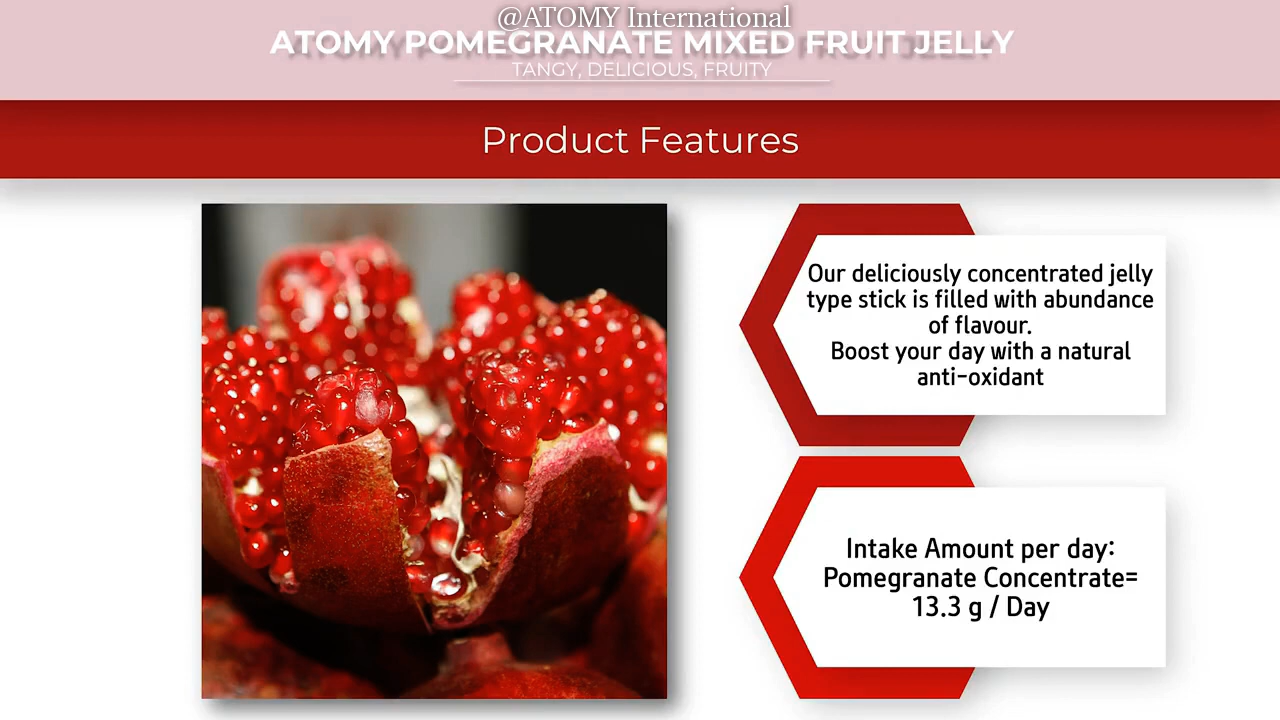 @ATOMY International
ATOMY POMEGRANATE MIXED FRUIT JELLY
TANGY, DELICIOUS, FRUITY
Product Features
Our deliciously concentrated jelly
type stick is filled with abundance
of flavour.
Boost your day with a natural
anti-oxidant
Intake Amount per day:
Pomegranate Concentrate=
13.3 g / Day